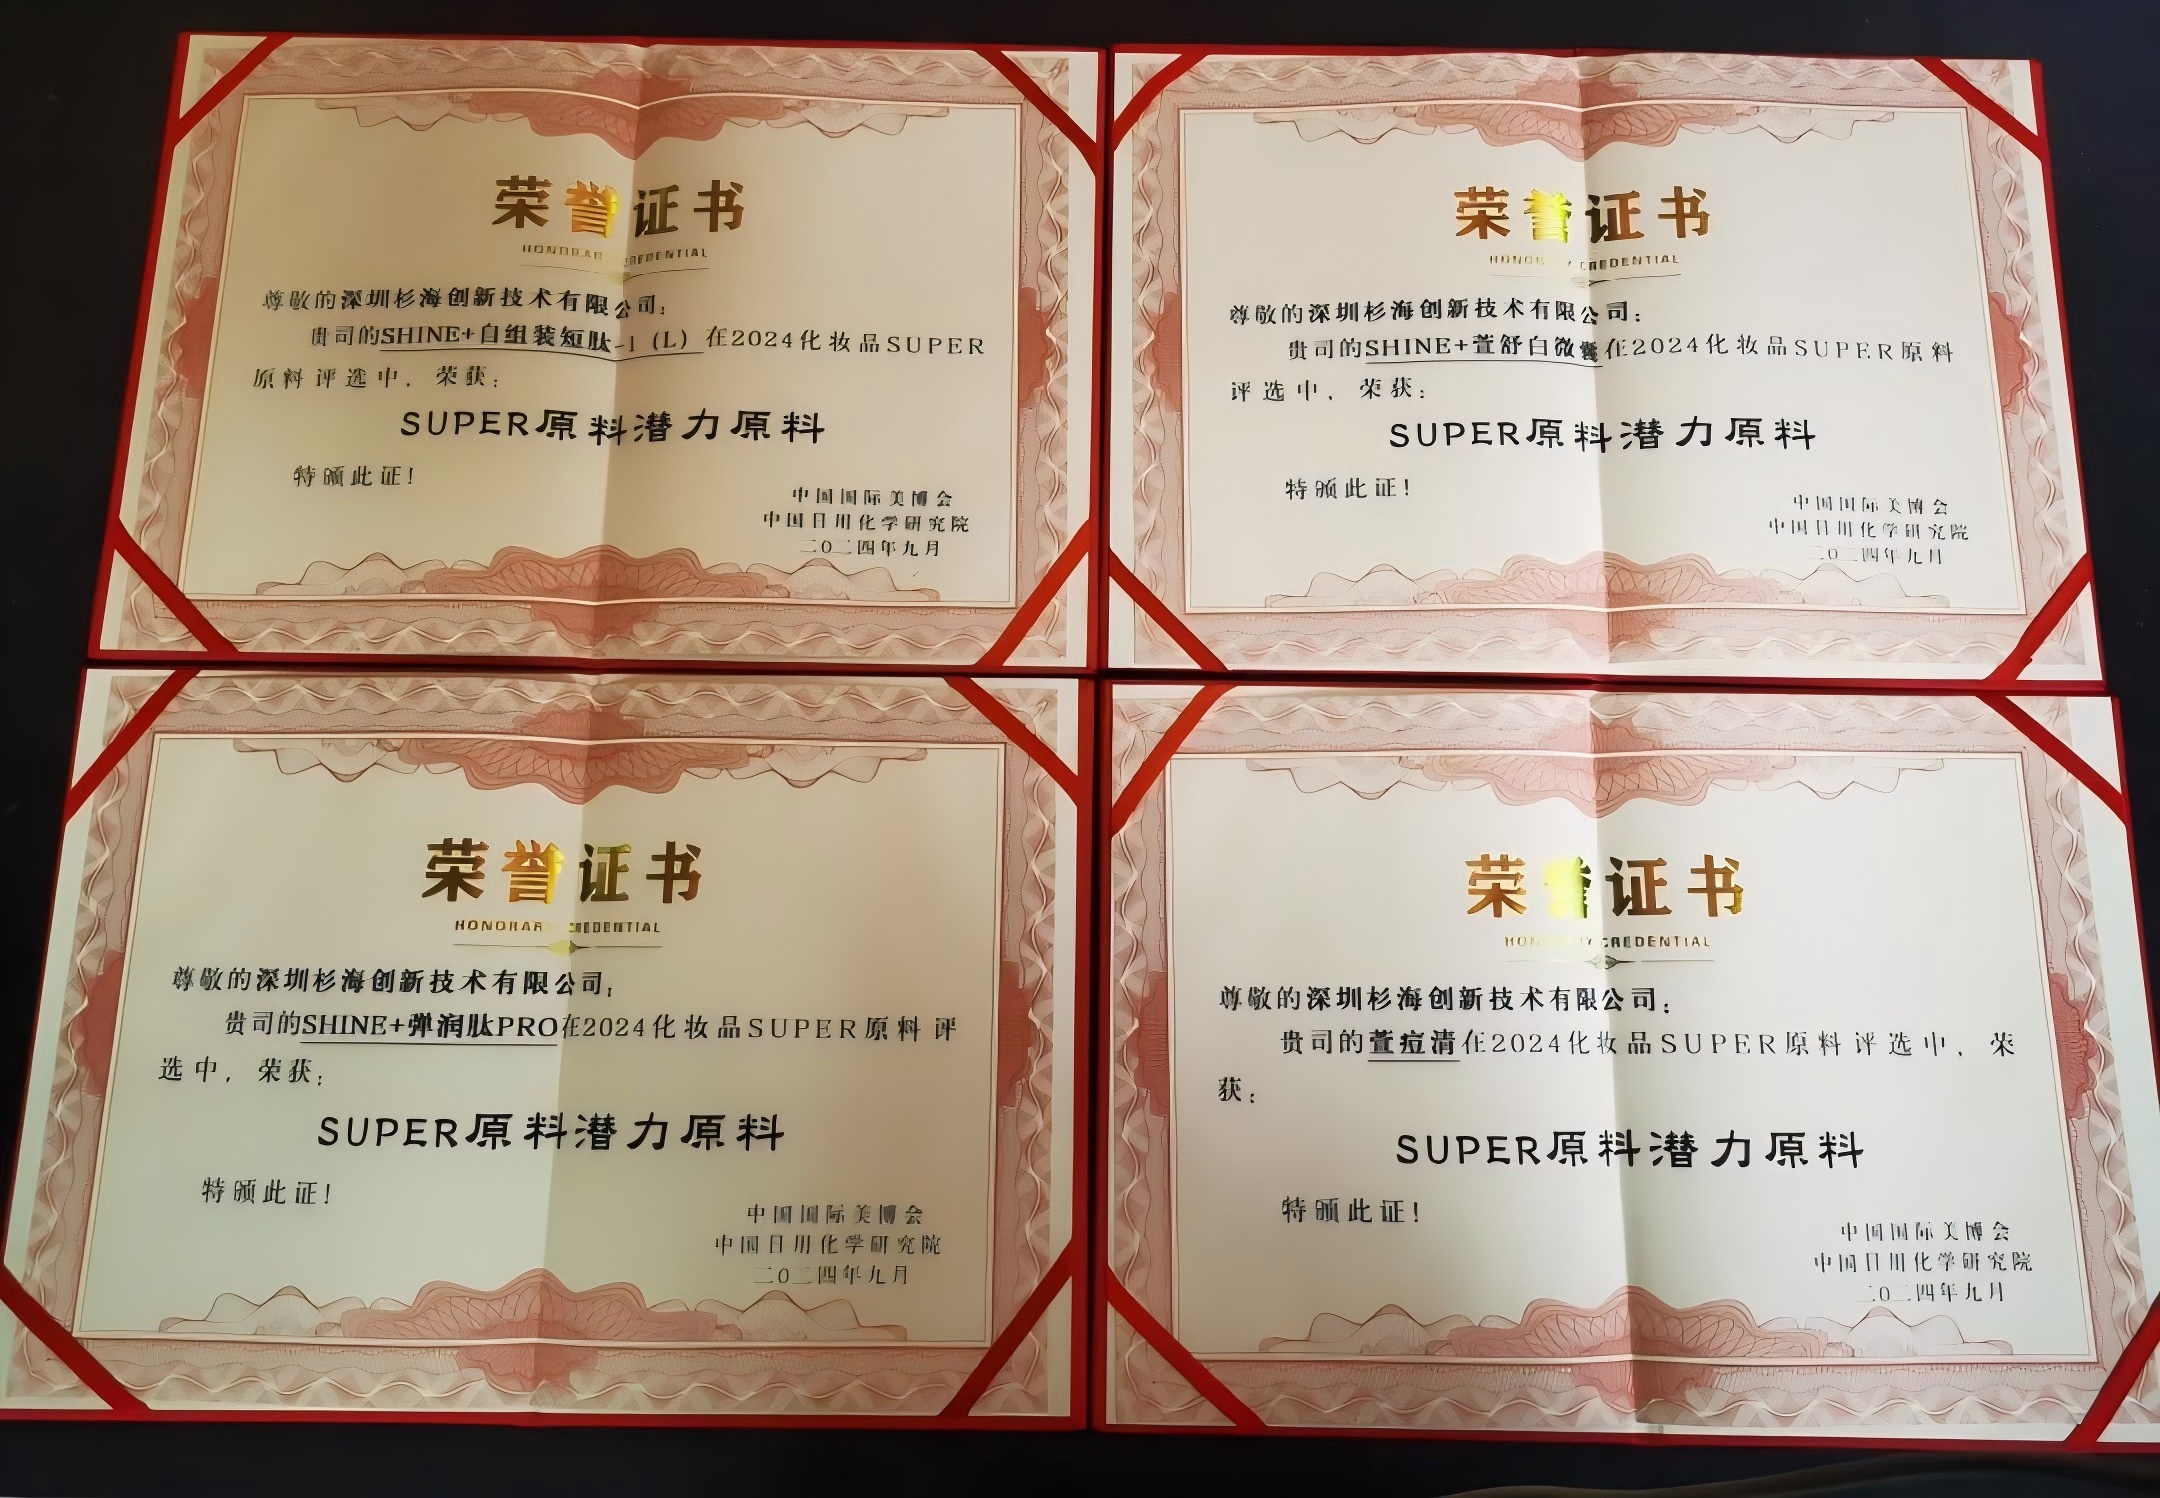 荣誉证书
HONORARY CREDENTIAL
尊敬的深圳杉海创新技术有限公司:
贵司的SHINE+自组装短肽-1（L）在2024化妆品SUPER
原料评选中，荣获:
SUPER原料潜力原料
特颁此证!
中国国际美博会
中国日用化学研究院
二〇二四年九月
荣誉证书
HONORARY CREDENTIAL
尊敬的深圳杉海创新技术有限公司:
贵司的SHINE+萱舒白微囊在2024化妆品SUPER原料
评选中，荣获:
SUPER原料潜力原料
特颁此证!
中国国际美博会
中国日用化学研究院
二〇二四年九月
荣誉证书
HONORARY CREDENTIAL
尊敬的深圳杉海创新技术有限公司:
贵司的SHINE+弹润肽PRO在2024化妆品SUPER原料评
选中，荣获:
SUPER原料潜力原料
特颁此证!
中国国际美博会
中国日用化学研究院
二〇二四年九月
荣誉证书
HONORARY CREDENTIAL
尊敬的深圳杉海创新技术有限公司:
贵司的萱痘清在2024化妆品SUPER原料评选中，荣
获:
SUPER原料潜力原料
特颁此证!
中国国际美博会
中国日用化学研究院
二〇二四年九月